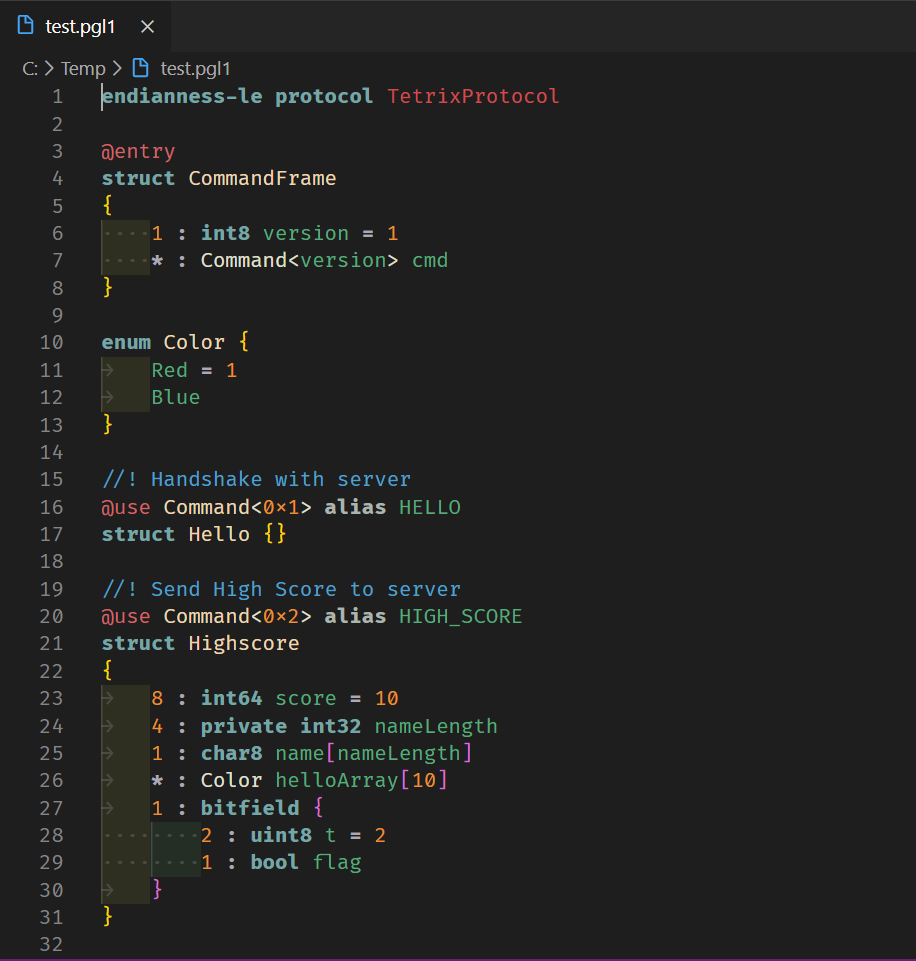 test.pgl1 ×
C: > Temp > test.pgl1
1 endianness-le protocol TetrixProtocol
2
3 @entry
4 struct CommandFrame
5 {
6 1 : int8 version = 1
7 * : Command<version> cmd
8 }
9
10 enum Color {
11 Red = 1
12 Blue
13 }
14
15 //! Handshake with server
16 @use Command<0×1> alias HELLO
17 struct Hello {}
18
19 //! Send High Score to server
20 @use Command<0×2> alias HIGH_SCORE
21 struct Highscore
22 {
23 8 : int64 score = 10
24 4 : private int32 nameLength
25 1 : char8 name[nameLength]
26 * : Color helloArray[10]
27 1 : bitfield {
28 2 : uint8 t = 2
29 1 : bool flag
30 }
31 }
32